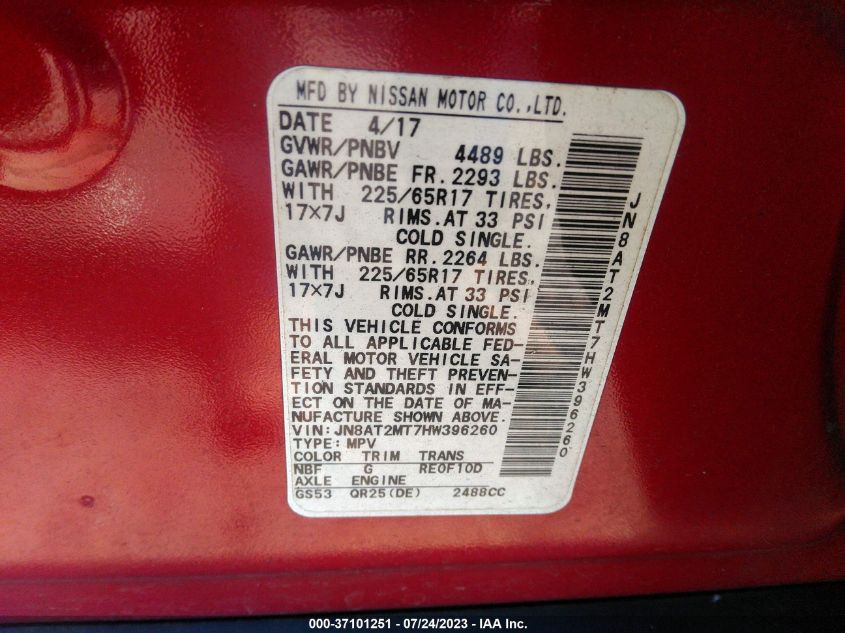 MFD BY NISSAN MOTOR CO.,LTD.
DATE 4/17
GVWR/PNBV 4489 LBS.
GAWR/PNBE FR. 2293 LBS.
WITH 225/65R17 TIRES,
17×7J RIMS.AT 33 PSI
COLD SINGLE.
GAWR/PNBE RR. 2264 LBS.
WITH 225/65R17 TIRES,
17×7J RIMS.AT 33 PSI
COLD SINGLE.
THIS VEHICLE CONFORMS
TO ALL APPLICABLE FED-
ERAL MOTOR VEHICLE SA-
FETY AND THEFT PREVEN-
TION STANDARDS IN EFF-
ECT ON THE DATE OF MA-
NUFACTURE SHOWN ABOVE.
VIN:JN8AT2MT7HW396260
TYPE:MPV
COLOR TRIM TRANS
NBF G RE0F10D
AXLE ENGINE
GS53 QR25(DE) 2488CC
JN8AT2MT7HW396260
000-37101251 - 07/24/2023 - IAA Inc.